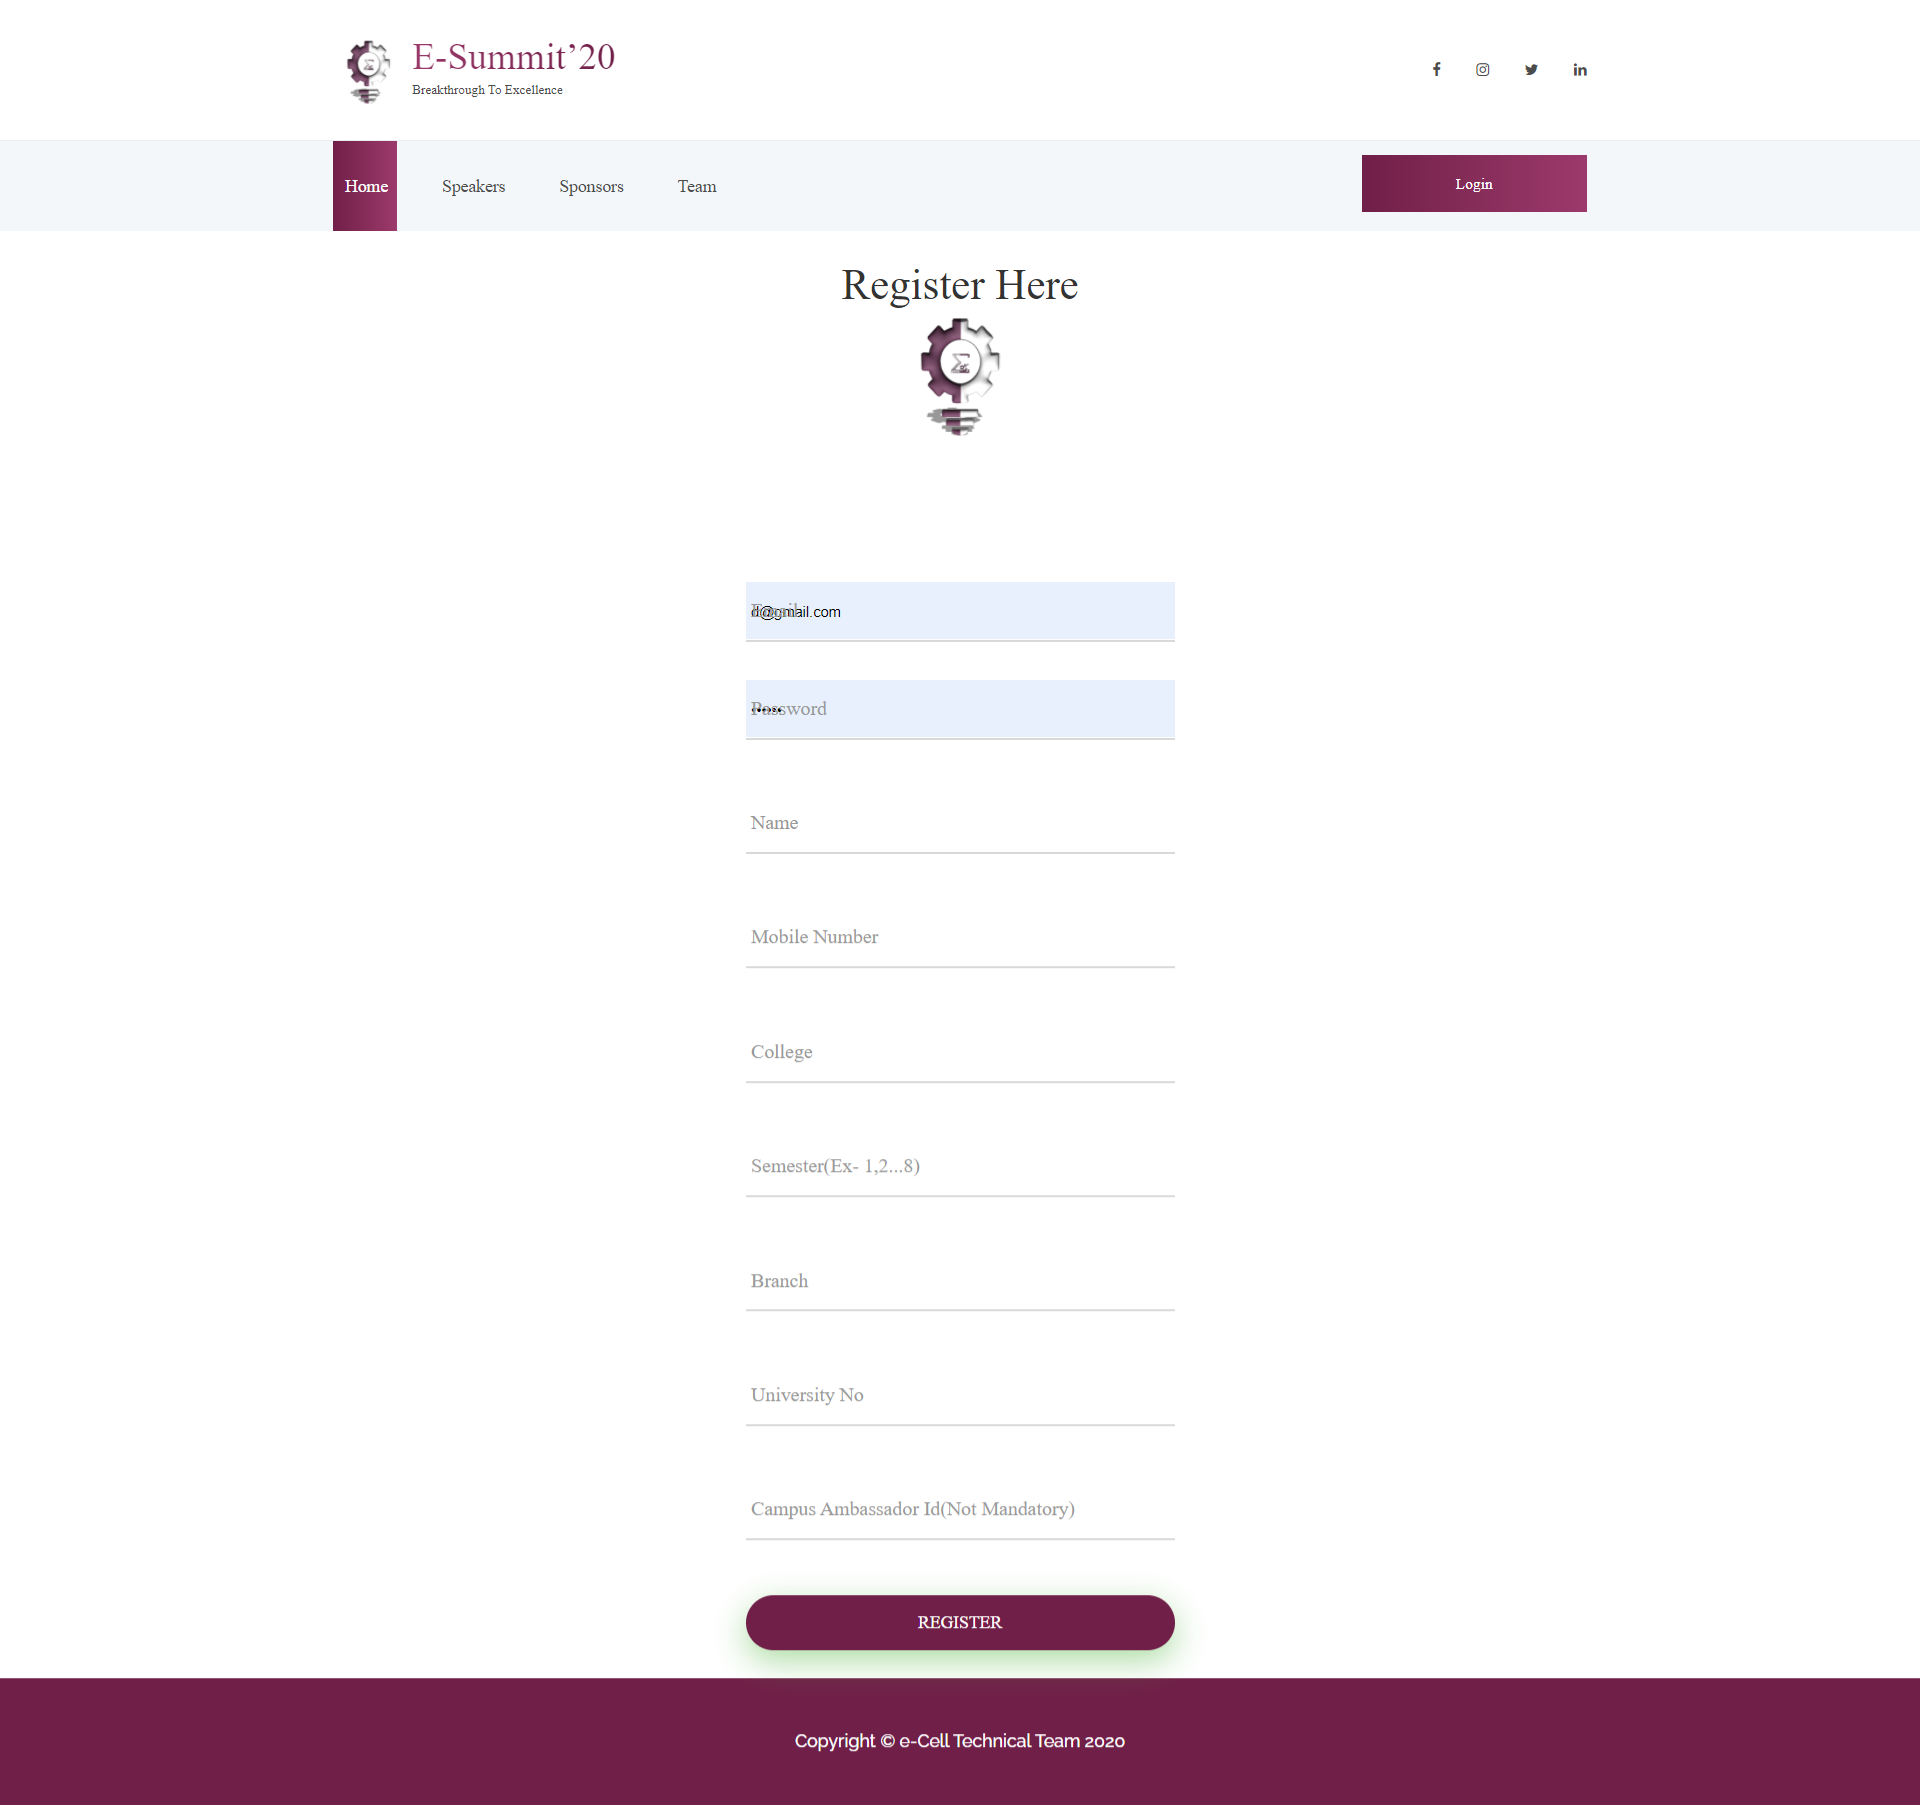 E-Summit’20
Breakthrough To Excellence
Home
Speakers
Sponsors
Team
Login
Register Here
Email
d@gmail.com
Password
Name
Mobile Number
College
Semester(Ex- 1,2...8)
Branch
University No
Campus Ambassador Id(Not Mandatory)
REGISTER
Copyright © e-Cell Technical Team 2020